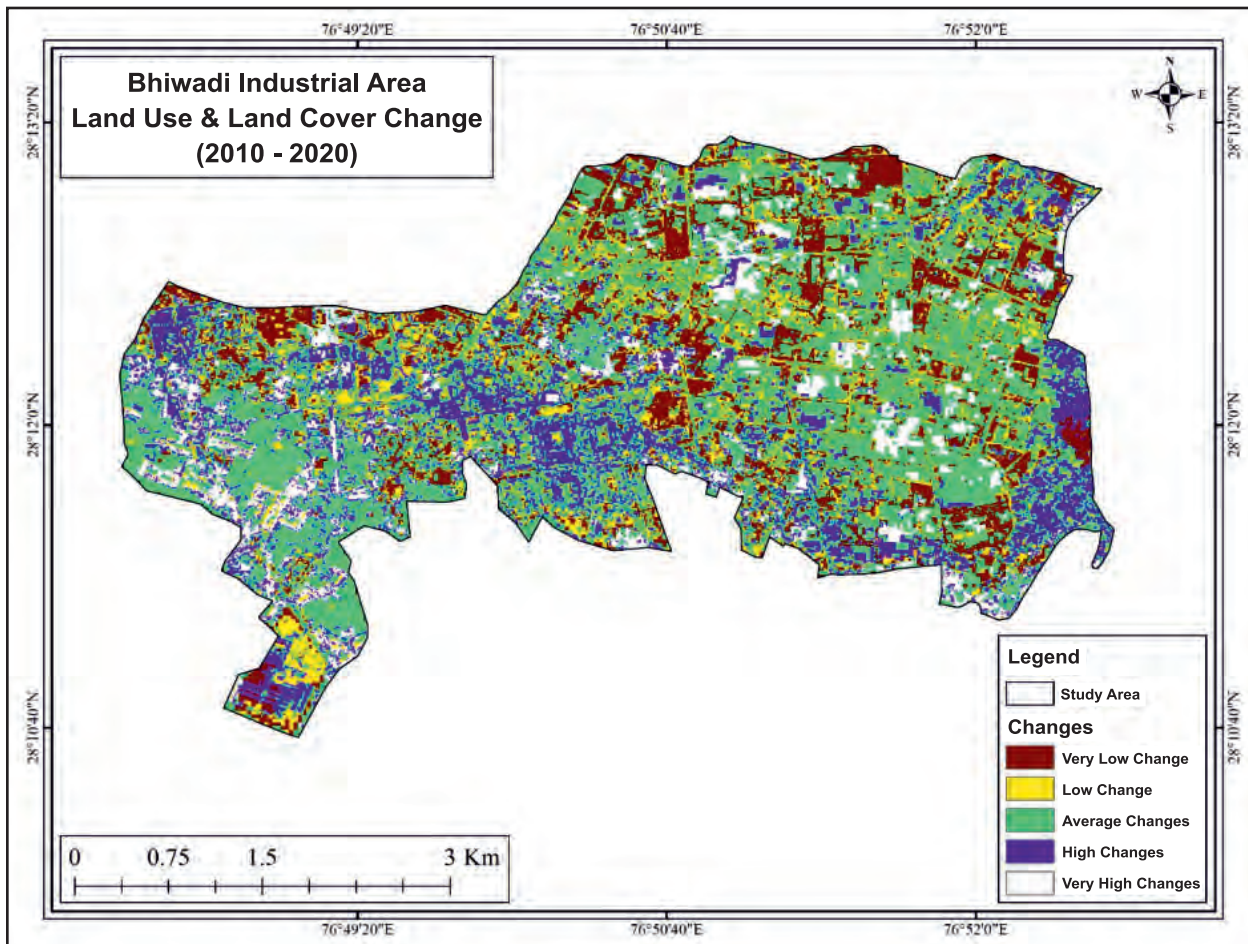 76°49'20"E
76°50'40"E
76°52'0"E
Bhiwadi Industrial Area
Land Use & Land Cover Change
(2010 - 2020)
N
W
E
S
28°13'20"N
28°13'20"N
28°12'0"N
28°12'0"N
28°10'40"N
28°10'40"N
Legend
Study Area
Changes
Very Low Change
Low Change
Average Changes
High Changes
Very High Changes
0 0.75 1.5 3 Km
76°49'20"E
76°50'40"E
76°52'0"E